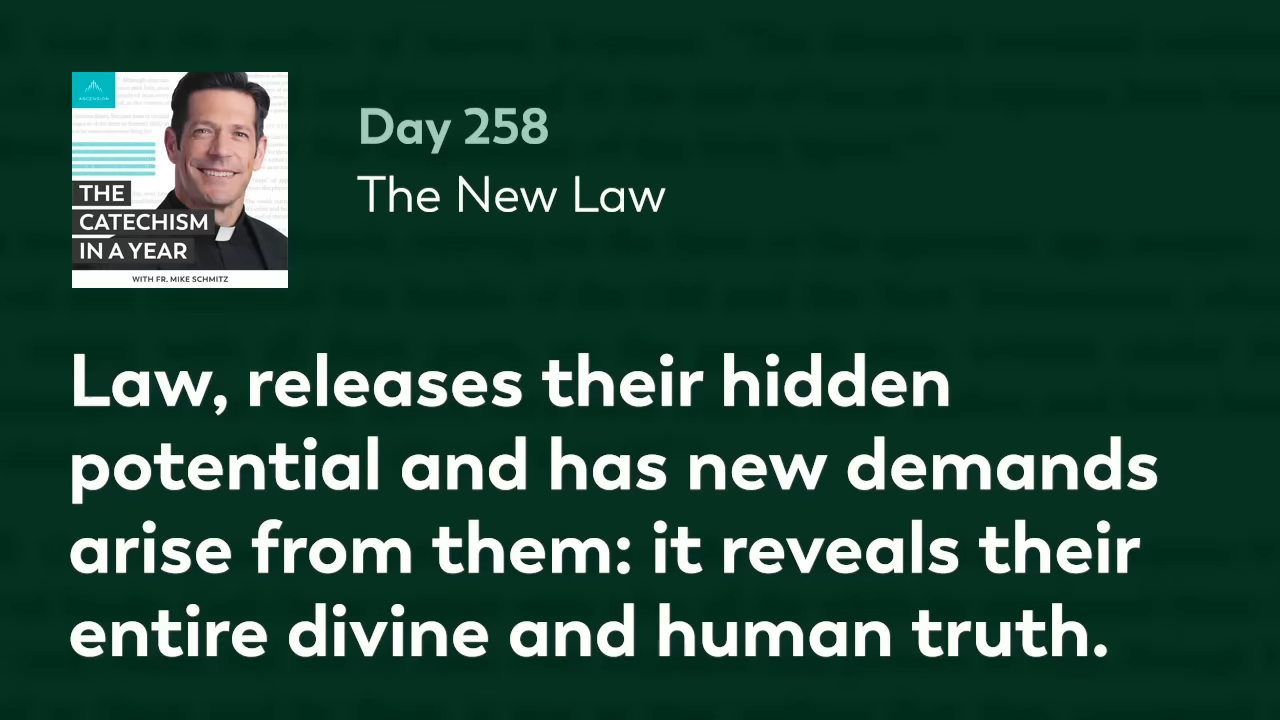 ASCENSION
THE
CATECHISM
IN A YEAR
WITH FR. MIKE SCHMITZ
Day 258
The New Law
Law, releases their hidden
potential and has new demands
arise from them: it reveals their
entire divine and human truth.